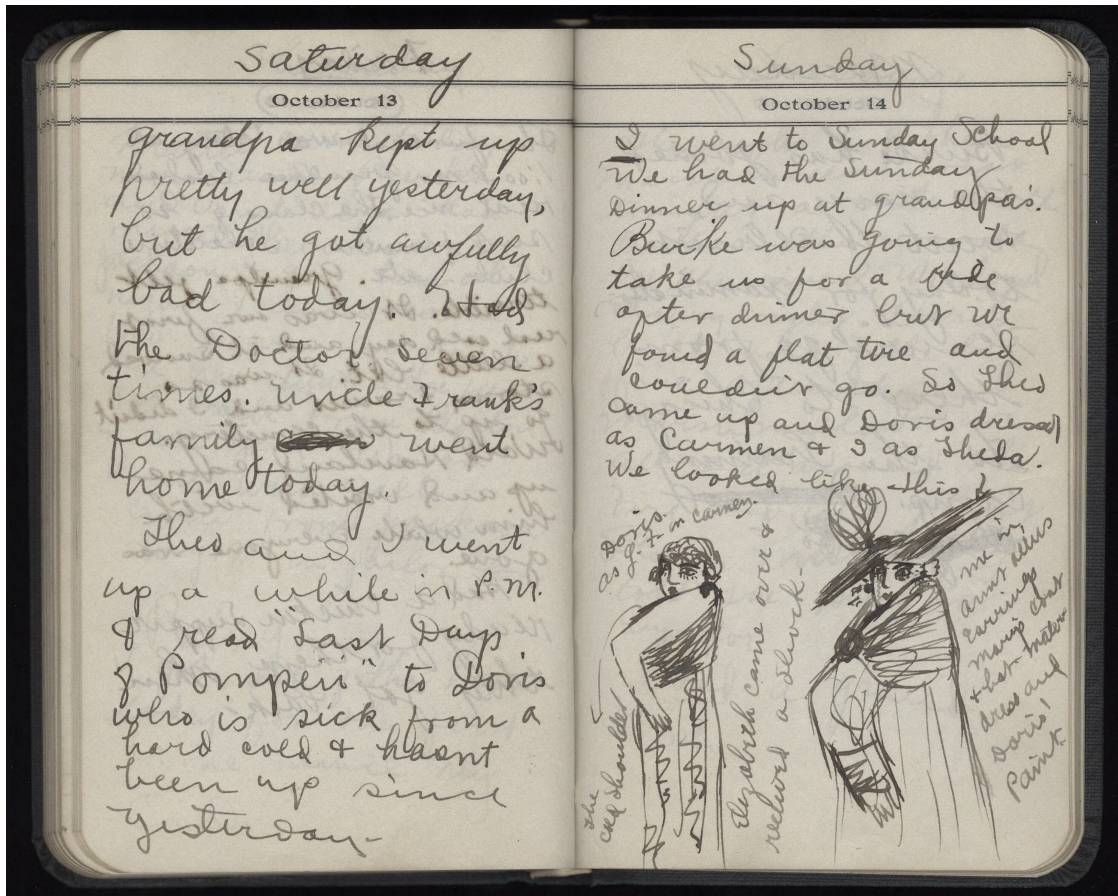 Saturday
October 13
grandpa kept up
pretty well yesterday,
but he got awfully
bad today. Had
the Doctor seven
times. Uncle Frank's
family went
home today.
Theo and I went
up a while in P.M.
I read "Last Days
of Pompeii" to Doris
who is sick from a
hard cold & hasnt
been up since
yesterday-
Sunday
October 14
I went to Sunday School
We had the Sunday
Dinner up at grandpa's.
Burke was going to
take us for a ride
after dinner but we
found a flat tire and
couldn't go. So Theo
came up and Doris dressed
as Carmen & I as Theda.
We looked like this!
Doris
as G. F. in Carmen.
the
cold shoulder
Elizabeth came over &
me in
aunt
earrings
coat
& hat mater
dress and
Doris'
Paint